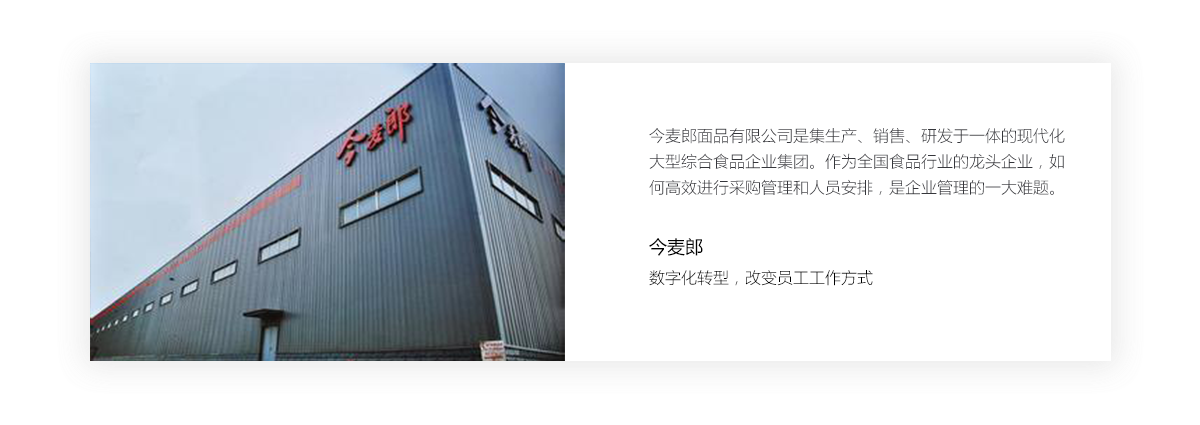 今麦郎
今麦郎
今麦郎面品有限公司是集生产、销售、研发于一体的现代化
大型综合食品企业集团。作为全国食品行业的龙头企业，如
何高效进行采购管理和人员安排，是企业管理的一大难题。
今麦郎
数字化转型，改变员工工作方式